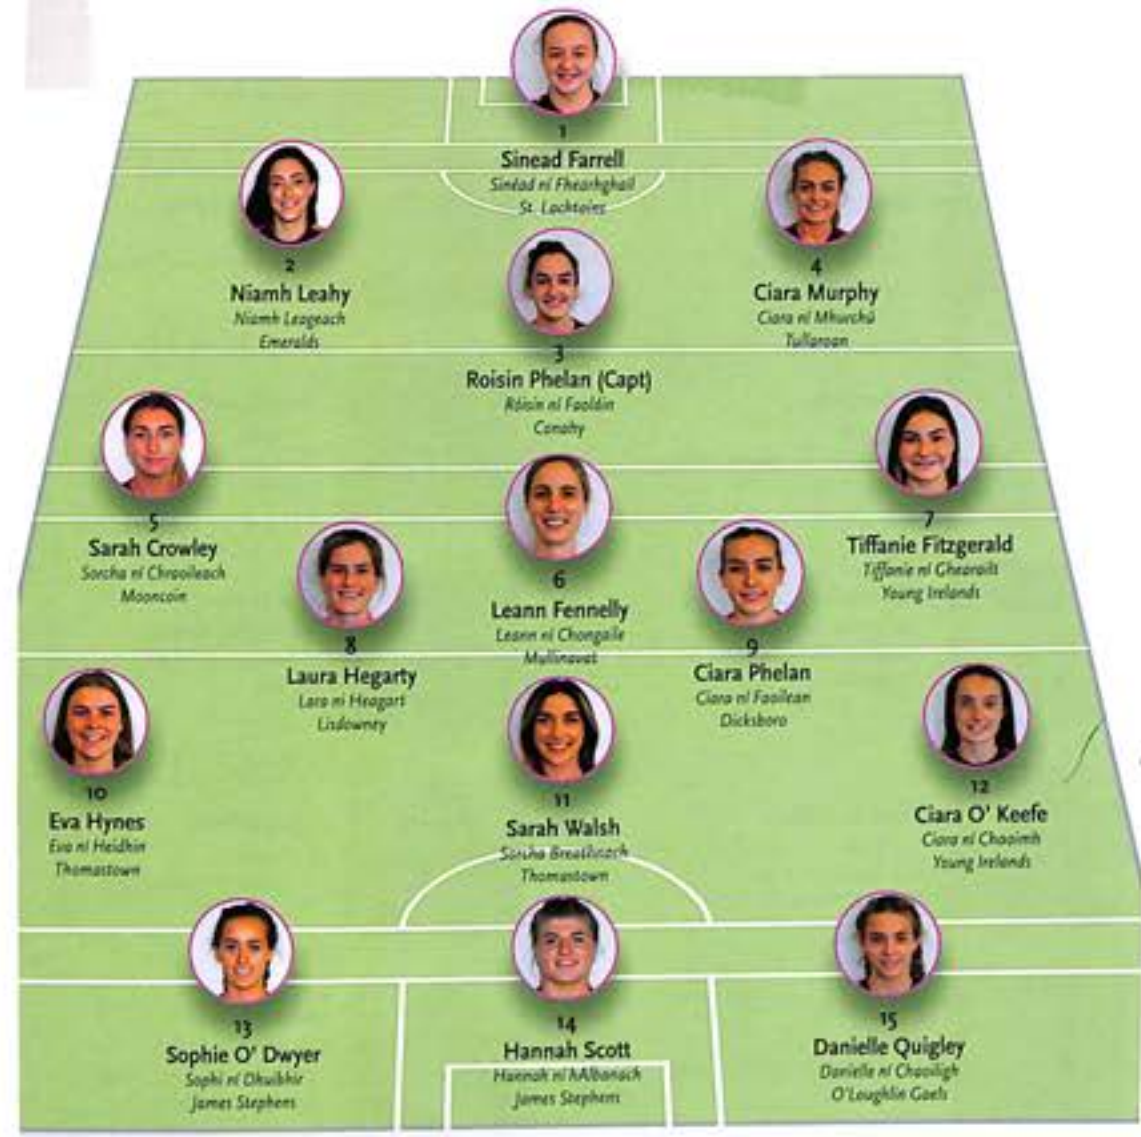 1
Sinead Farrell
Sinéad ní Fhearhghail
St. Lachtains
2
Niamh Leahy
Niamh Leageach
Emeralds
4
Ciara Murphy
Ciara ní Mhurchú
Tullaroan
3
Roisin Phelan (Capt)
Róisín ní Faoláin
Conahy
5
Sarah Crowley
Sorcha ní Chraoileach
Mooncoin
7
Tiffanie Fitzgerald
Tiffanie ní Ghearailt
Young Irelands
6
Leann Fennelly
Leann ní Chongaile
Mullinavat
8
Laura Hegarty
Lara ní Heagart
Lisdowney
9
Ciara Phelan
Ciara ní Faoilean
Dicksboro
10
Eva Hynes
Eva ní Heidhin
Thomastown
11
Sarah Walsh
Sorcha Breathnach
Thomastown
12
Ciara O' Keefe
Ciara ní Chaoimh
Young Irelands
13
Sophie O' Dwyer
Sophi ní Dhuibhir
James Stephens
14
Hannah Scott
Hannah ní hAlbanach
James Stephens
15
Danielle Quigley
Danielle ní Chaoiligh
O'Loughlin Gaels